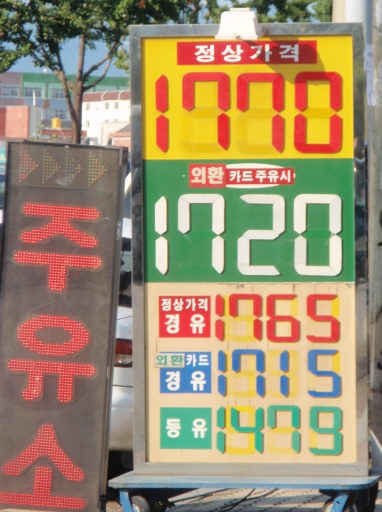 주유소
정상가격
1770
외환 카드 주유시
1720
정상가격
경유 1765
외환카드
경유 1715
등유 1479